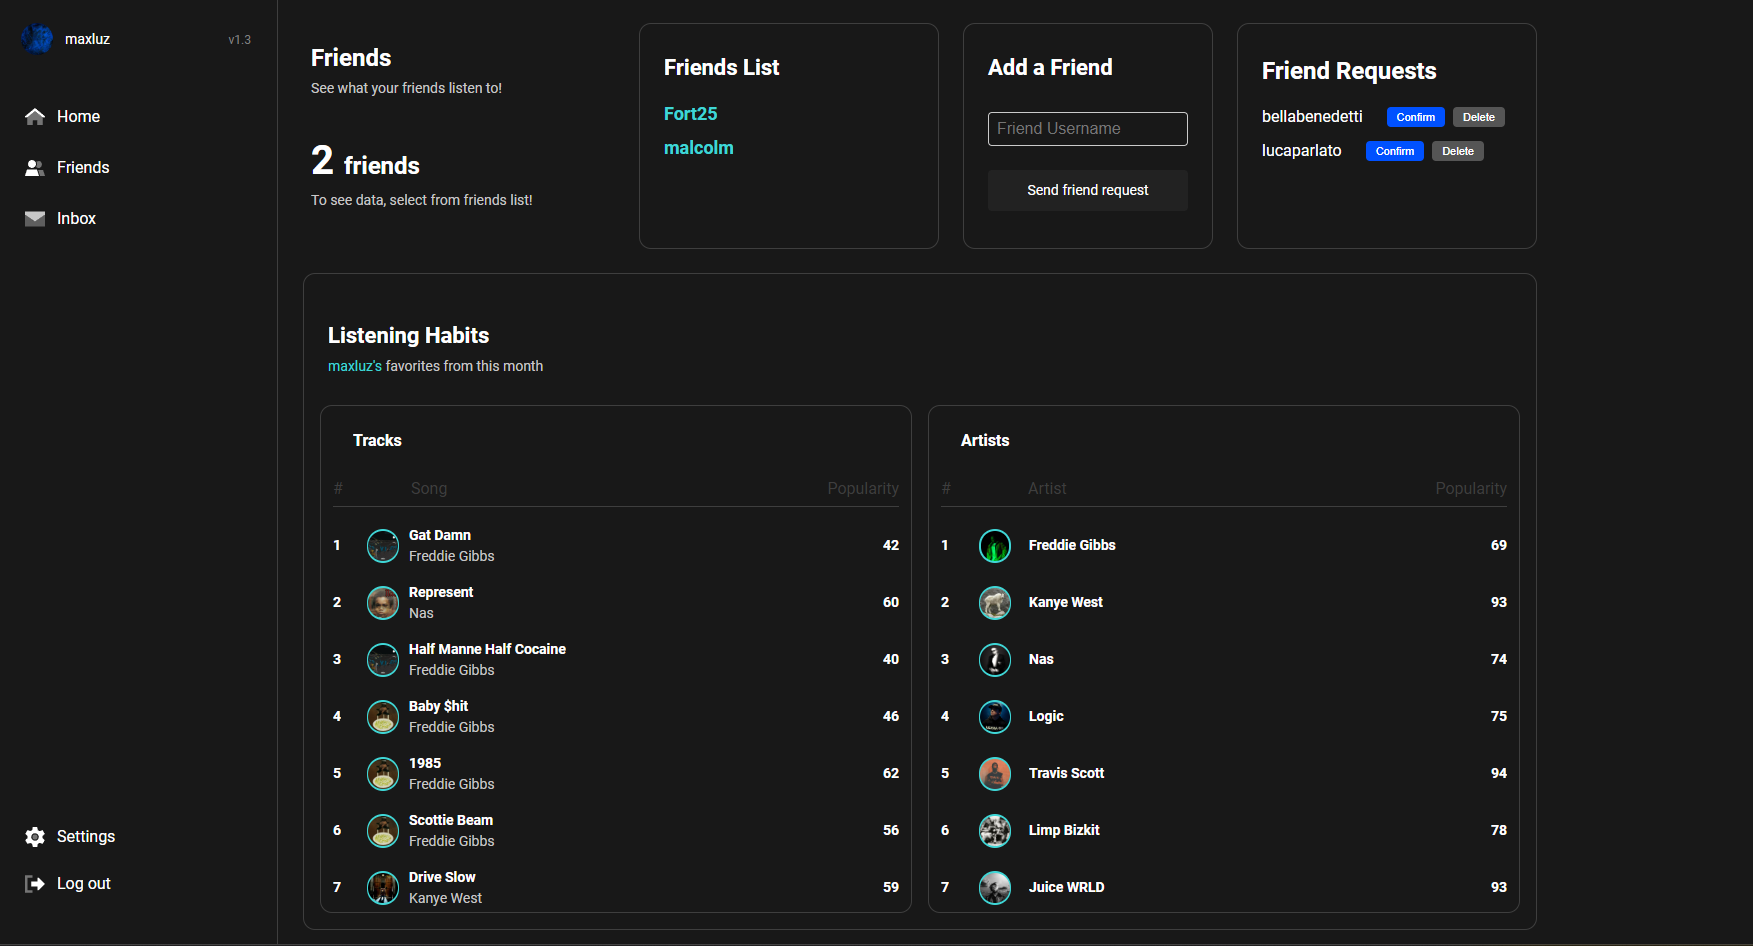 maxluz
v1.3
Home
Friends
Inbox
Settings
Log out
Friends
See what your friends listen to!
2 friends
To see data, select from friends list!
Friends List
Fort25
malcolm
Add a Friend
Friend Username
Send friend request
Friend Requests
bellabenedetti Confirm Delete
lucaparlato Confirm Delete
Listening Habits
maxluz's favorites from this month
Tracks
# Song Popularity
1 Gat Damn 42
Freddie Gibbs
2 Represent 60
Nas
3 Half Manne Half Cocaine 40
Freddie Gibbs
4 Baby $hit 46
Freddie Gibbs
5 1985 62
Freddie Gibbs
6 Scottie Beam 56
Freddie Gibbs
7 Drive Slow 59
Kanye West
Artists
# Artist Popularity
1 Freddie Gibbs 69
2 Kanye West 93
3 Nas 74
4 Logic 75
5 Travis Scott 94
6 Limp Bizkit 78
7 Juice WRLD 93